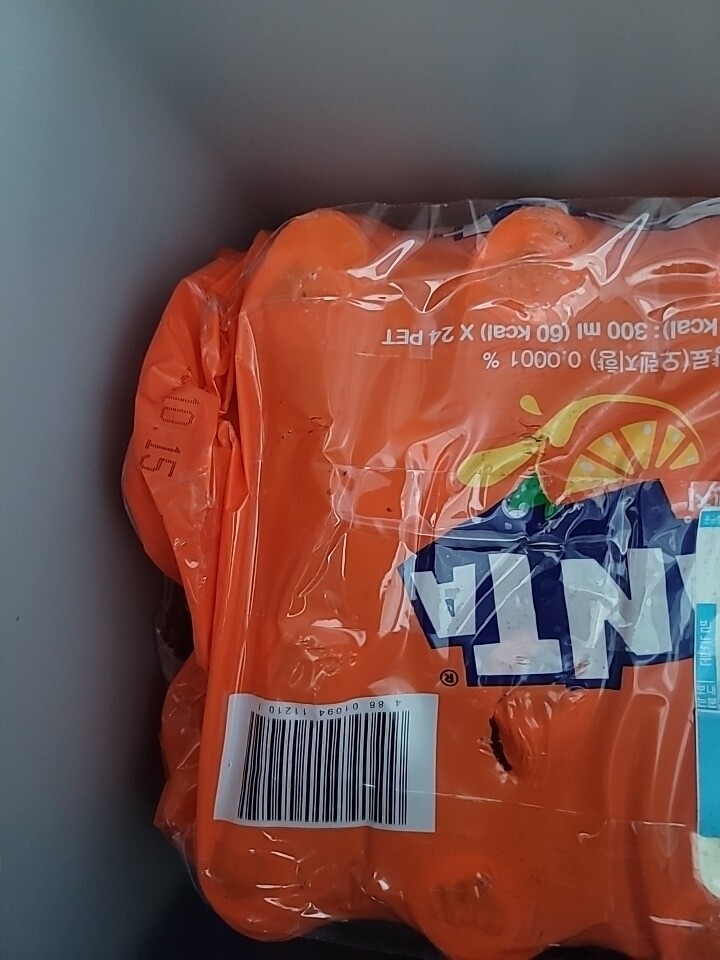 4 88 01094 11210 1
NTA®
(오렌지향) 0.0001 %
kcal) : 300 ml (60 kcal) X 24 PET
10.15